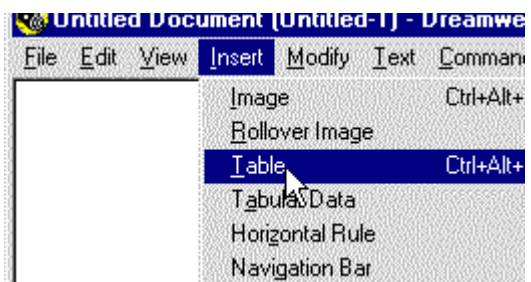 Untitled Document (Untitled-1) - Dreamwe
File Edit View Insert Modify Text Comman
Image Ctrl+Alt+
Rollover Image
Table Ctrl+Alt+
Tabular Data
Horizontal Rule
Navigation Bar